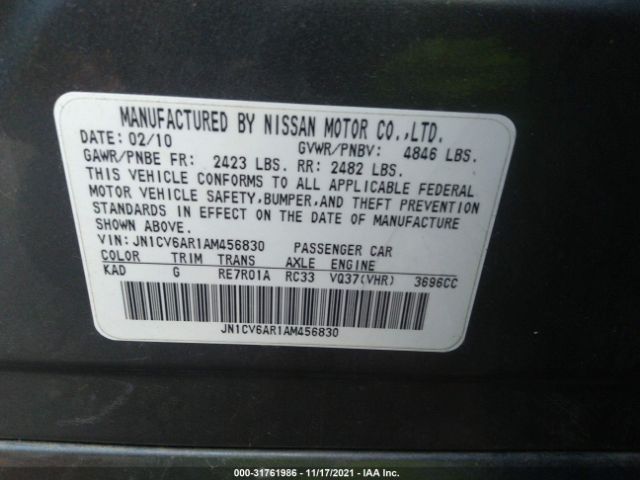 MANUFACTURED BY NISSAN MOTOR CO.,LTD.
DATE: 02/10 GVWR/PNBV: 4846 LBS.
GAWR/PNBE FR: 2423 LBS. RR: 2482 LBS.
THIS VEHICLE CONFORMS TO ALL APPLICABLE FEDERAL
MOTOR VEHICLE SAFETY,BUMPER,AND THEFT PREVENTION
STANDARDS IN EFFECT ON THE DATE OF MANUFACTURE
SHOWN ABOVE.
VIN: JN1CV6AR1AM456830 PASSENGER CAR
COLOR TRIM TRANS AXLE ENGINE
KAD G RE7R01A RC33 VQ37(VHR) 3696CC
JN1CV6AR1AM456830
000-31761986 - 11/17/2021 - IAA Inc.